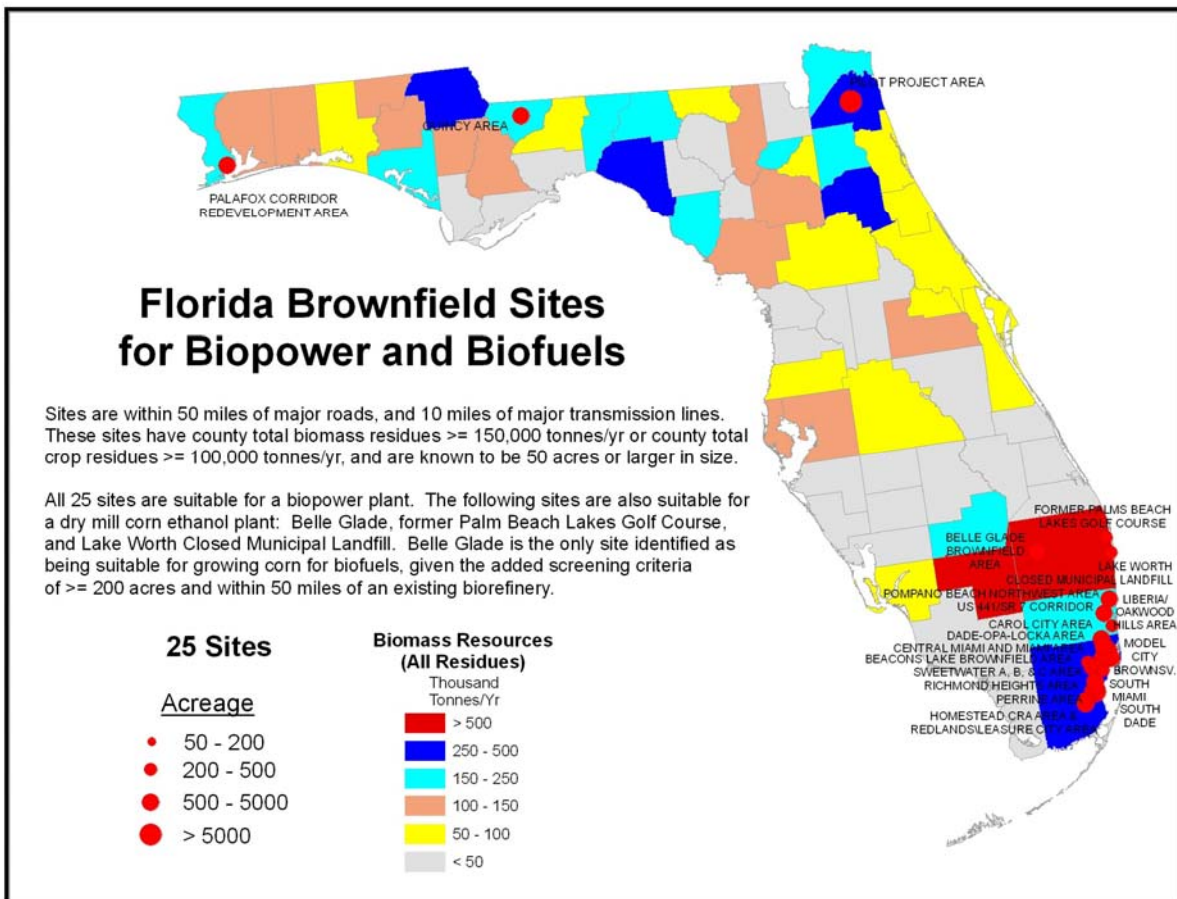 PILOT PROJECT AREA
QUINCY AREA
PALAFOX CORRIDOR
REDEVELOPMENT AREA
Florida Brownfield Sites
for Biopower and Biofuels
Sites are within 50 miles of major roads, and 10 miles of major transmission lines.
These sites have county total biomass residues >= 150,000 tonnes/yr or county total
crop residues >= 100,000 tonnes/yr, and are known to be 50 acres or larger in size.
All 25 sites are suitable for a biopower plant. The following sites are also suitable for
a dry mill corn ethanol plant: Belle Glade, former Palm Beach Lakes Golf Course,
and Lake Worth Closed Municipal Landfill. Belle Glade is the only site identified as
being suitable for growing corn for biofuels, given the added screening criteria
of >= 200 acres and within 50 miles of an existing biorefinery.
FORMER PALMS BEACH
LAKES GOLF COURSE
BELLE GLADE
BROWNFIELD
AREA
LAKE WORTH
CLOSED MUNICIPAL LANDFILL
POMPANO BEACH NORTHWEST AREA
US 441/SR 7 CORRIDOR
LIBERIA/
OAKWOOD
HILLS AREA
CAROL CITY AREA
DADE-OPA-LOCKA AREA
CENTRAL MIAMI AND MIAMI AREA
BEACONS LAKE BROWNFIELD AREA
SWEETWATER A, B, & C AREA
RICHMOND HEIGHTS AREA
PERRINE AREA
HOMESTEAD CRA AREA &
REDLANDS\LEASURE CITY AREA
MODEL
CITY
BROWNSV.
SOUTH
MIAMI
SOUTH
DADE
25 Sites
Acreage
50 - 200
200 - 500
500 - 5000
> 5000
Biomass Resources
(All Residues)
Thousand
Tonnes/Yr
> 500
250 - 500
150 - 250
100 - 150
50 - 100
< 50